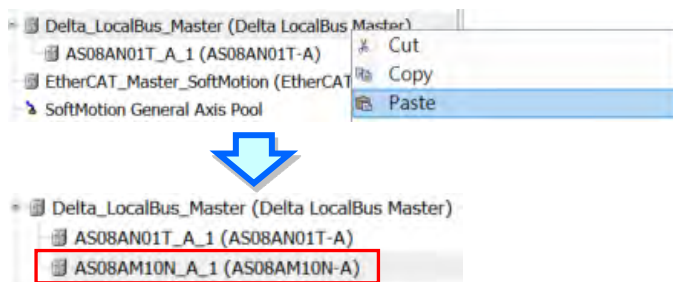 Delta_LocalBus_Master (Delta LocalBus Master)
AS08AN01T_A_1 (AS08AN01T-A)
EtherCAT_Master_SoftMotion (EtherCAT
SoftMotion General Axis Pool
Cut
Copy
Paste
Delta_LocalBus_Master (Delta LocalBus Master)
AS08AN01T_A_1 (AS08AN01T-A)
AS08AM10N_A_1 (AS08AM10N-A)